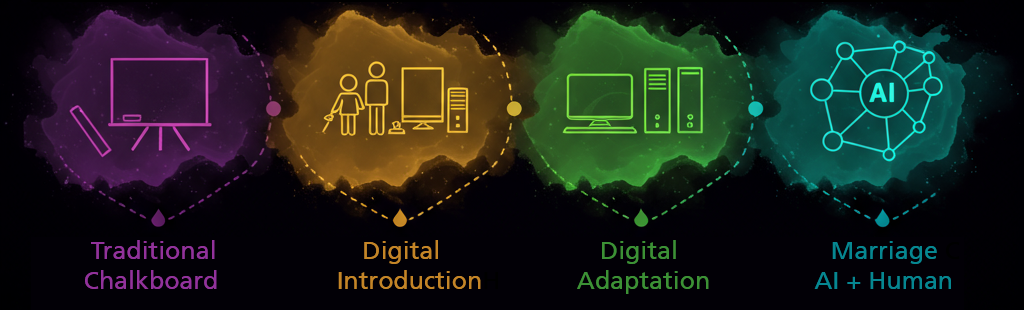 AI
Traditional
Chalkboard
Digital
Introduction
Digital
Adaptation
Marriage
AI + Human